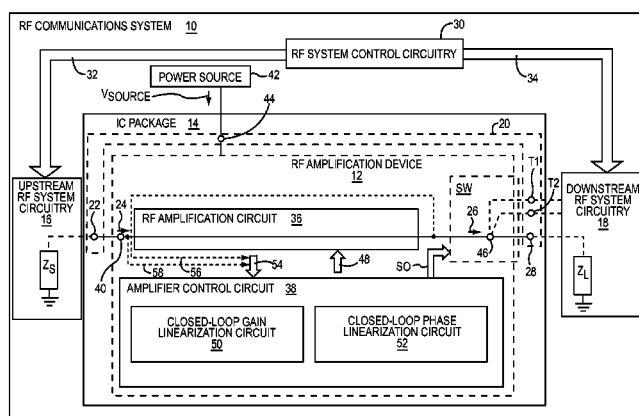 RF COMMUNICATIONS SYSTEM 10
30
RF SYSTEM CONTROL CIRCUITRY
32
34
POWER SOURCE
42
VSOURCE
44
IC PACKAGE 14
20
RF AMPLIFICATION DEVICE
12
UPSTREAM
RF SYSTEM
CIRCUITRY
16
DOWNSTREAM
RF SYSTEM
CIRCUITRY
18
SW
T1
T2
22
24
RF AMPLIFICATION CIRCUIT 36
26
46
28
40
ZS
ZL
58
56
54
48
SO
AMPLIFIER CONTROL CIRCUIT 38
CLOSED-LOOP GAIN
LINEARIZATION CIRCUIT
50
CLOSED-LOOP PHASE
LINEARIZATION CIRCUIT
52